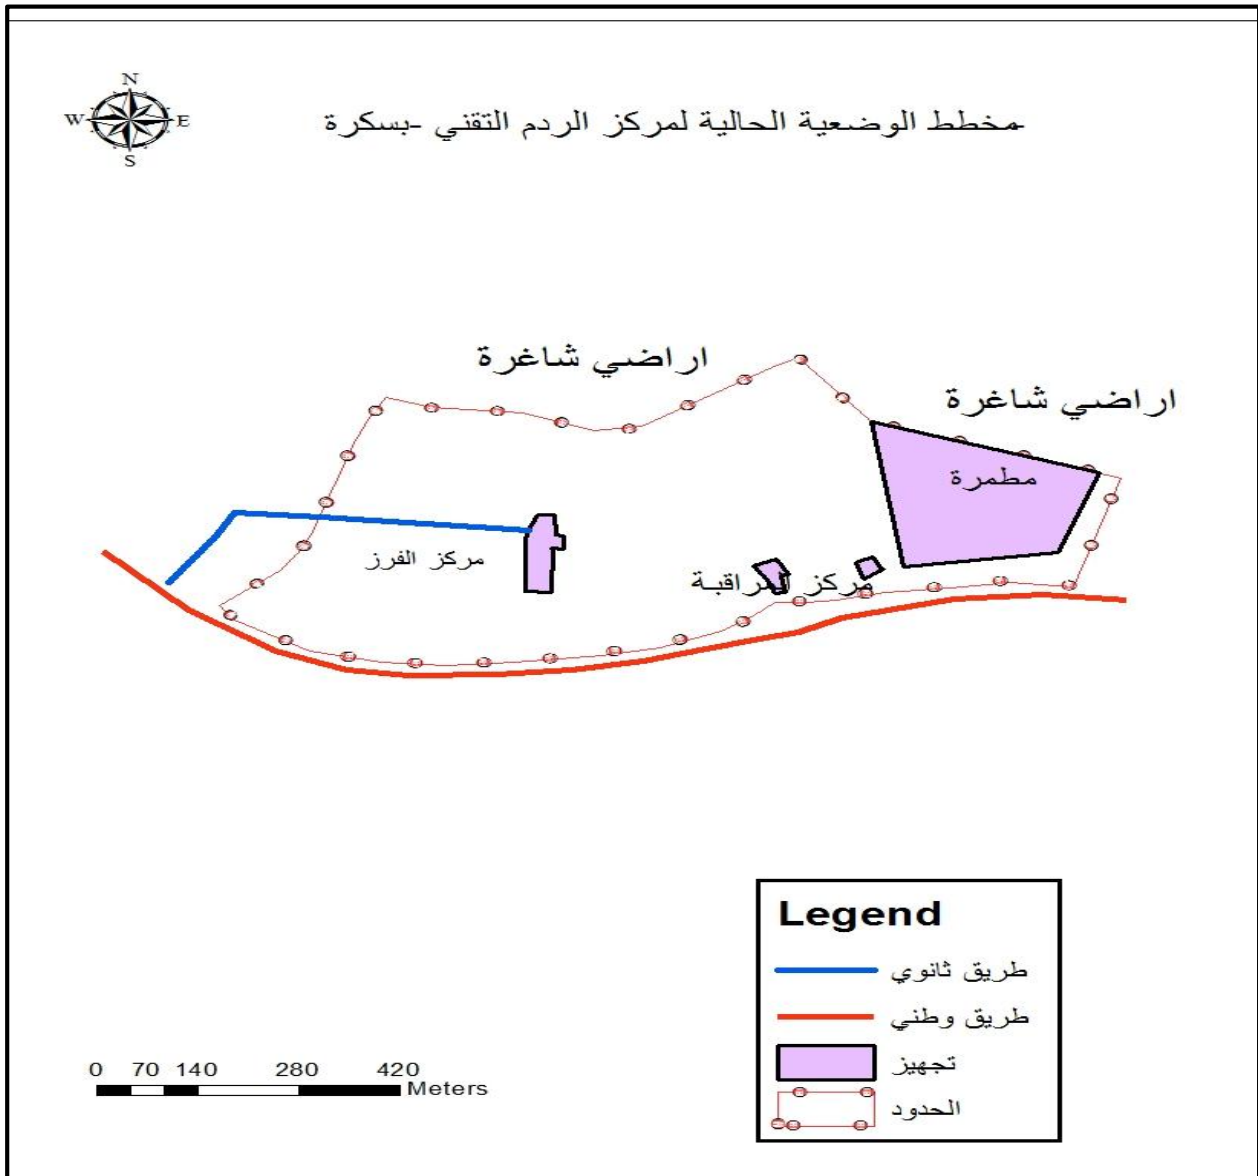 N
W E
S
مخطط الوضعية الحالية لمركز الردم التقني -بسكرة-
اراضي شاغرة
اراضي شاغرة
مطمرة
مركز الفرز
مركز المراقبة
Legend
طريق ثانوي
طريق وطني
تجهيز
الحدود
0 70 140 280 420
Meters